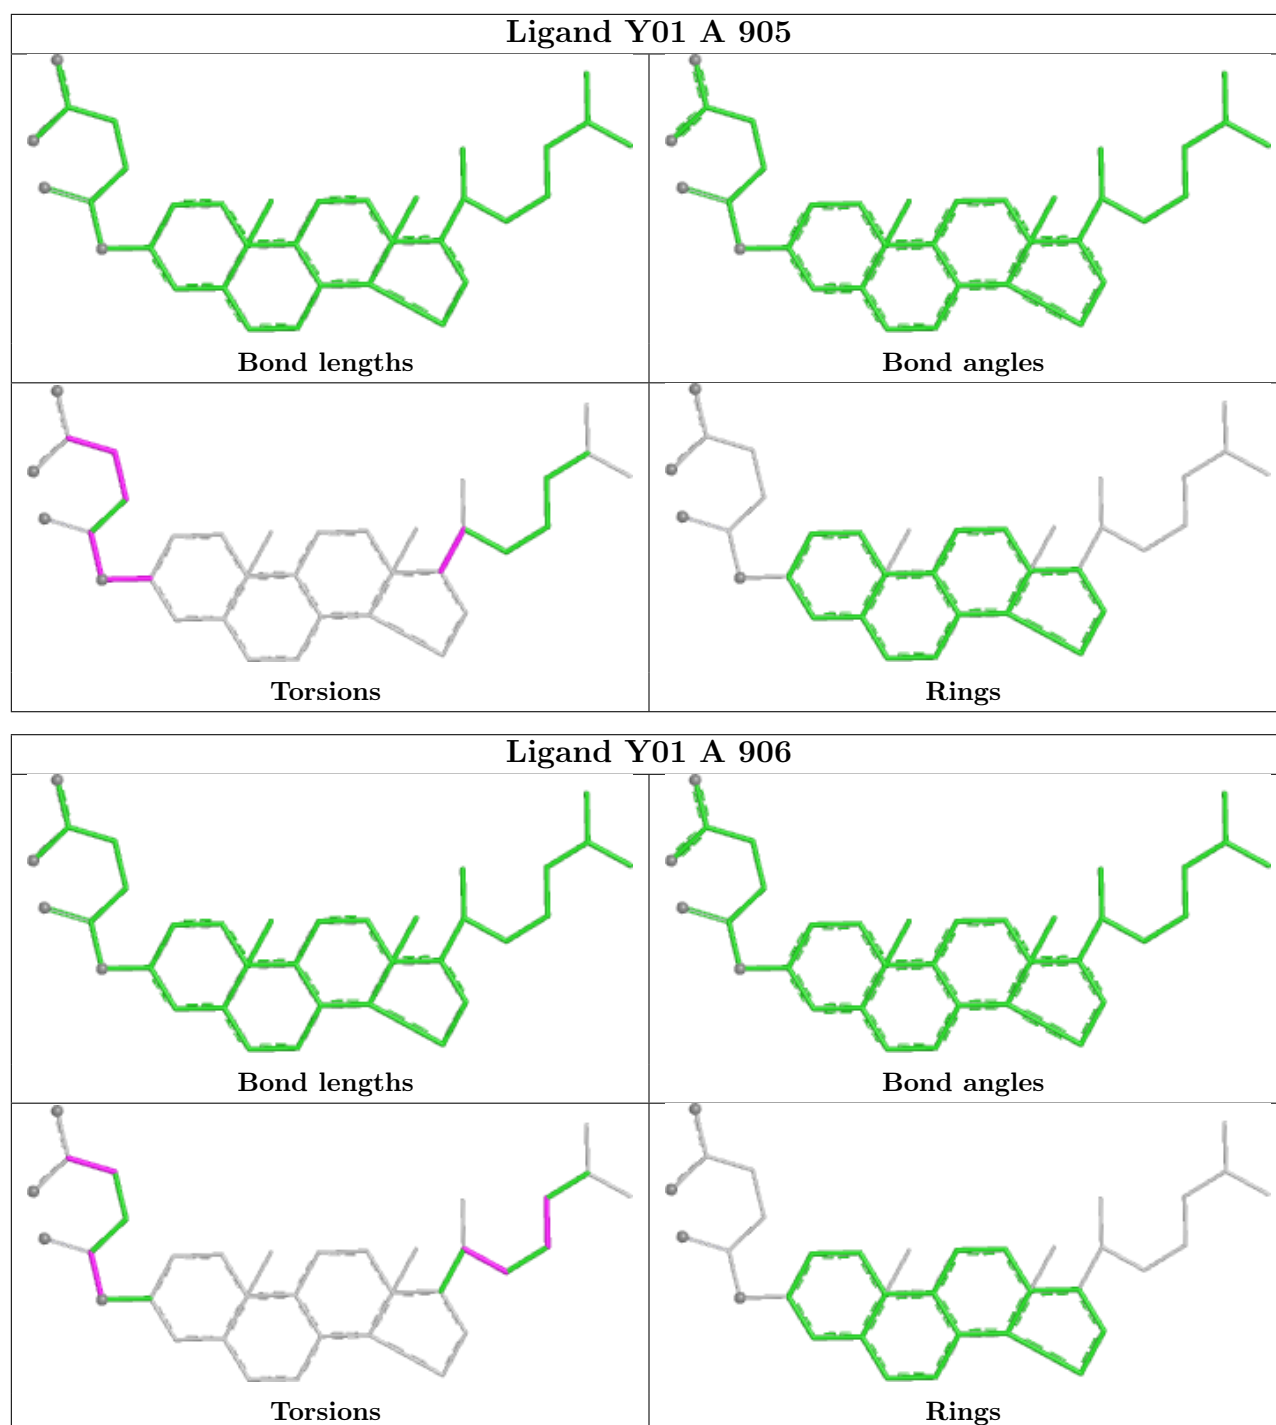 Ligand Y01 A 905
Bond lengths
Bond angles
Torsions
Rings
Ligand Y01 A 906
Bond lengths
Bond angles
Torsions
Rings